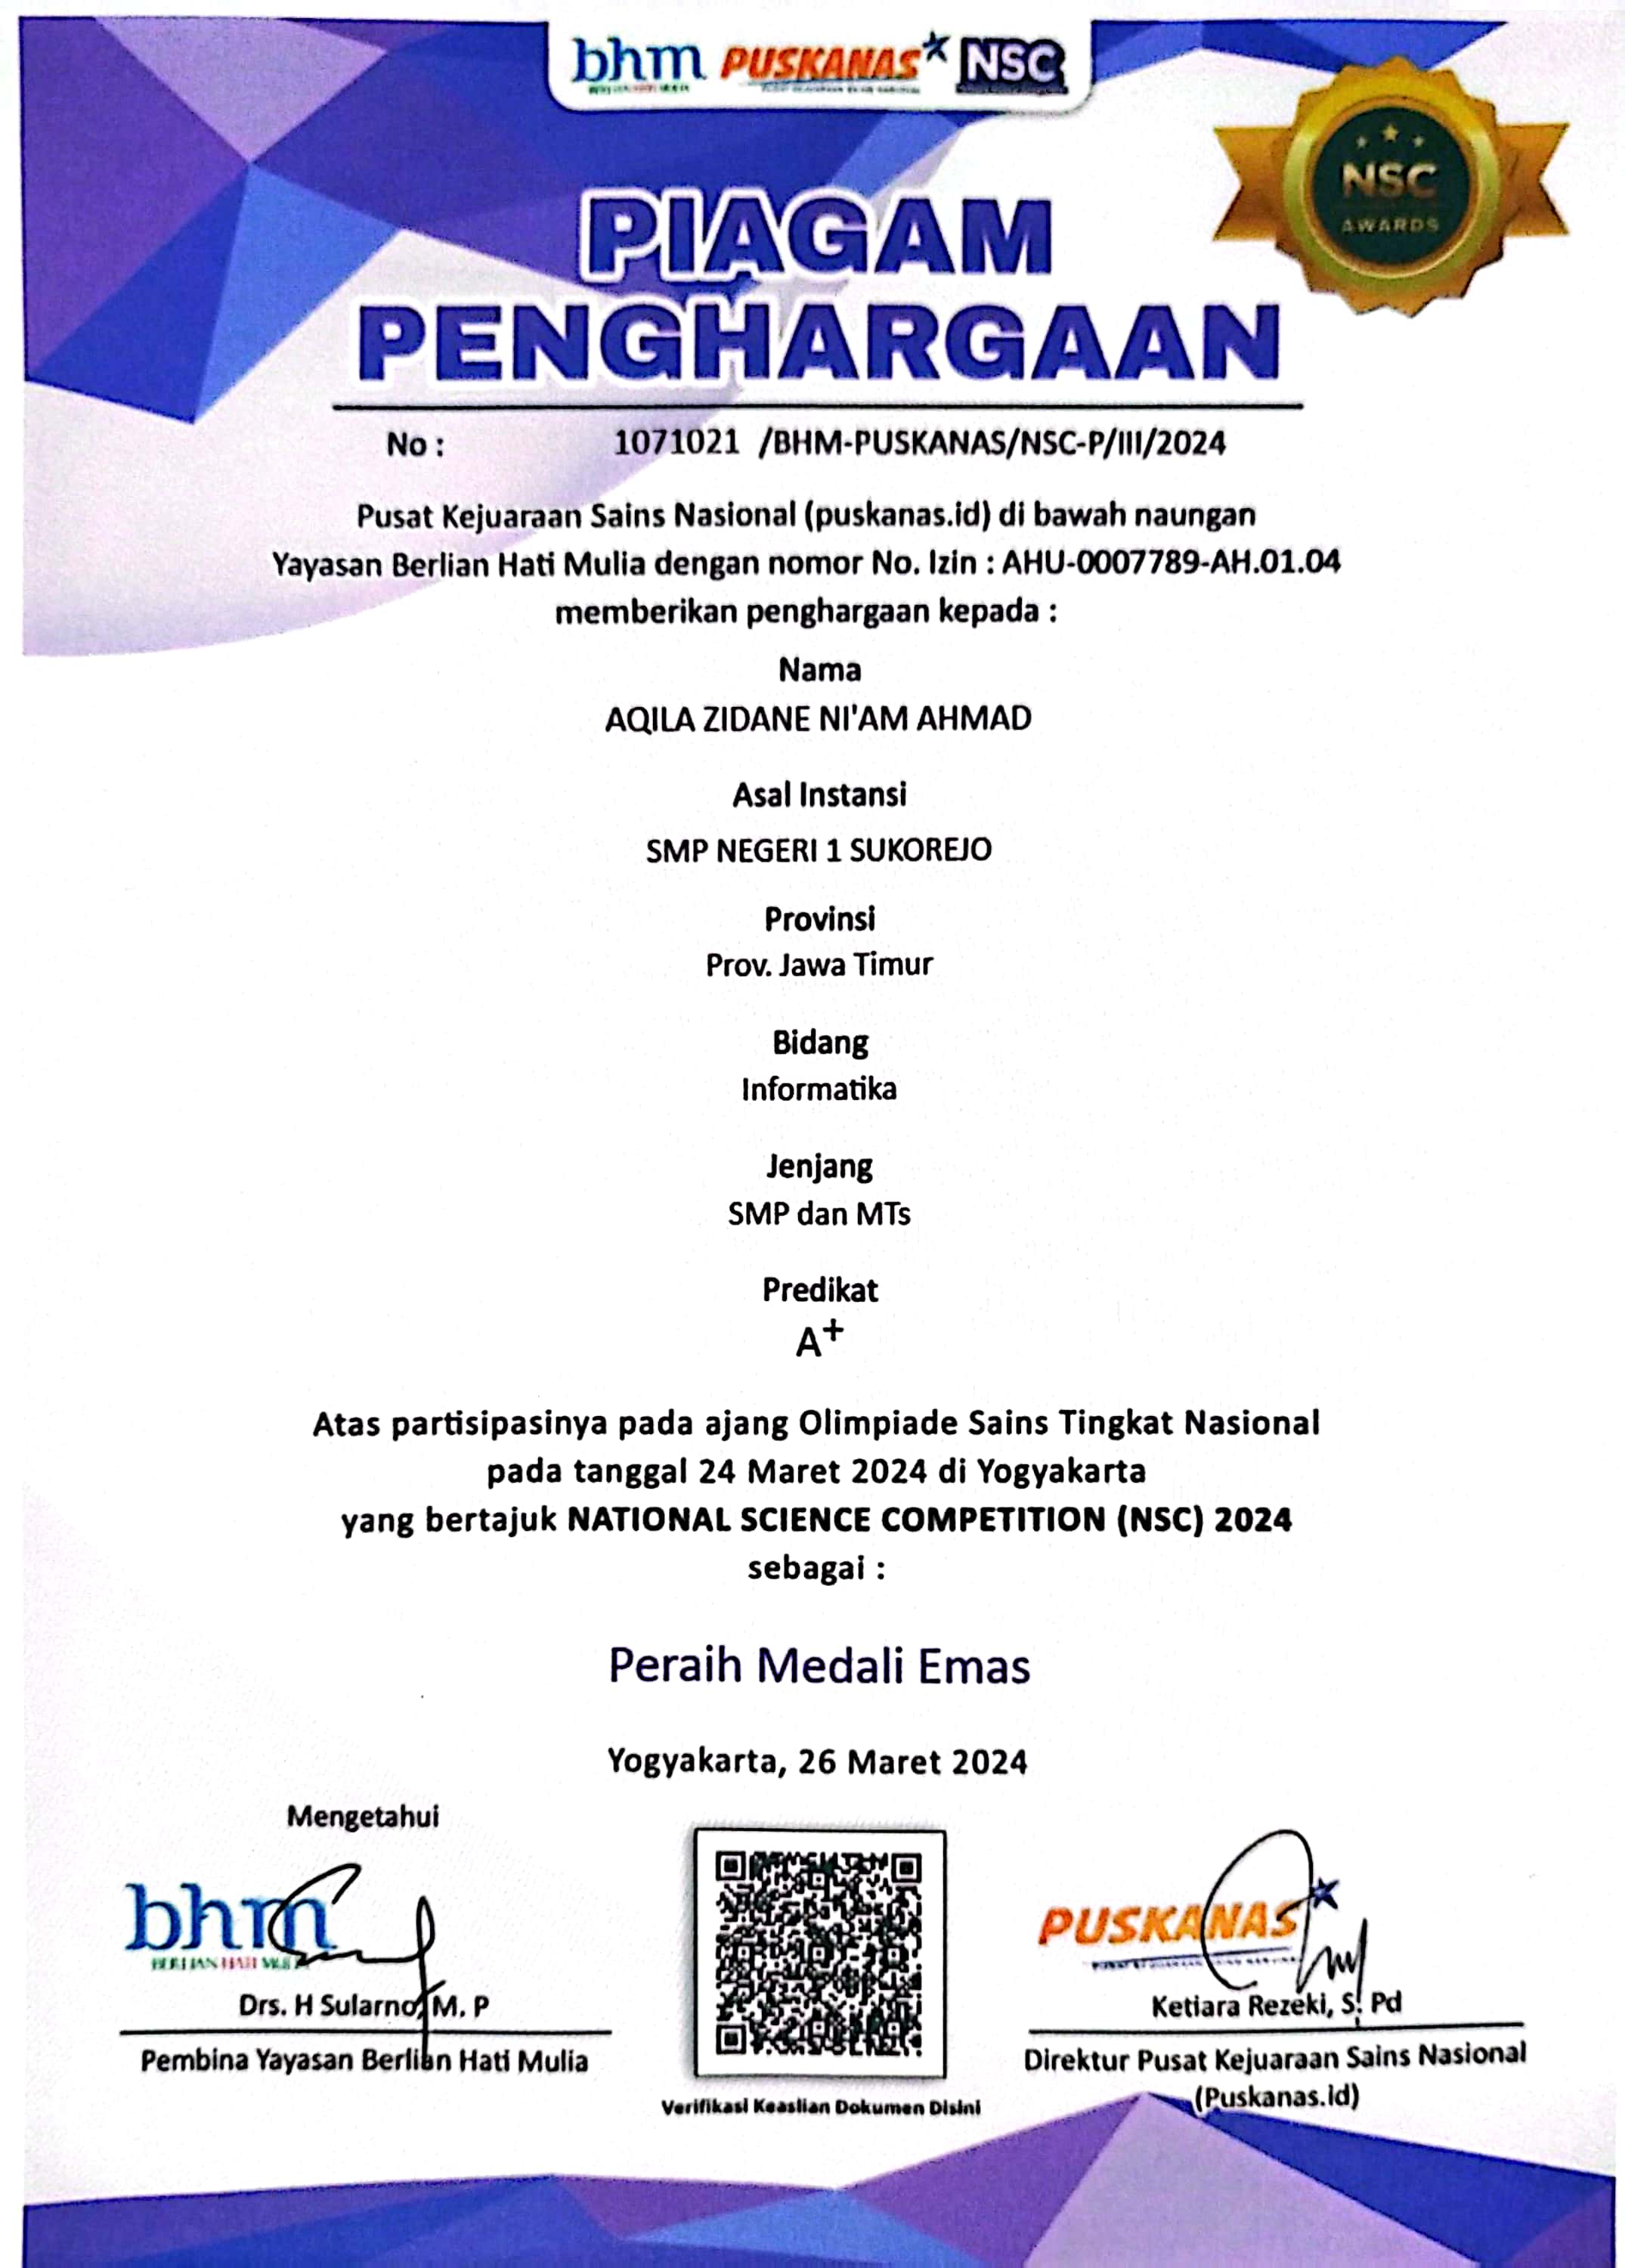 bhm PUSKANAS NSC
NSC
AWARDS
PIAGAM
PENGHARGAAN
No : 1071021 /BHM-PUSKANAS/NSC-P/III/2024
Pusat Kejuaraan Sains Nasional (puskanas.id) di bawah naungan
Yayasan Berlian Hati Mulia dengan nomor No. Izin : AHU-0007789-AH.01.04
memberikan penghargaan kepada :
Nama
AQILA ZIDANE NI'AM AHMAD
Asal Instansi
SMP NEGERI 1 SUKOREJO
Provinsi
Prov. Jawa Timur
Bidang
Informatika
Jenjang
SMP dan MTs
Predikat
A+
Atas partisipasinya pada ajang Olimpiade Sains Tingkat Nasional
pada tanggal 24 Maret 2024 di Yogyakarta
yang bertajuk NATIONAL SCIENCE COMPETITION (NSC) 2024
sebagai :
Peraih Medali Emas
Yogyakarta, 26 Maret 2024
Mengetahui
bhm
BERLIAN HATI MULIA
Drs. H Sularno, M. P
Pembina Yayasan Berlian Hati Mulia
Verifikasi Keaslian Dokumen Disini
PUSKANAS
Ketiara Rezeki, S. Pd
Direktur Pusat Kejuaraan Sains Nasional
(Puskanas.id)